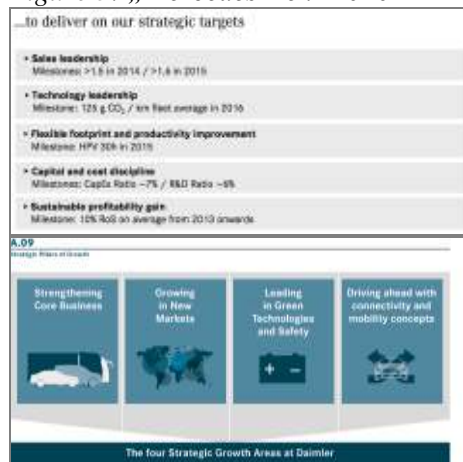 ...to deliver on our strategic targets
• Sales leadership
Milestones: >1.5 in 2014 / >1.6 in 2015
• Technology leadership
Milestone: 125 g CO₂ / km fleet average in 2016
• Flexible footprint and productivity improvement
Milestone: HPV 30h in 2015
• Capital and cost discipline
Milestones: CapEx Ratio ~7% / R&D Ratio ~6%
• Sustainable profitability gain
Milestone: 10% RoS on average from 2013 onwards
A.09
Strategic Pillars of Growth
Strengthening
Core Business
Growing
in New
Markets
Leading
in Green
Technologies
and Safety
Driving ahead with
connectivity and
mobility concepts
+ −
The four Strategic Growth Areas at Daimler